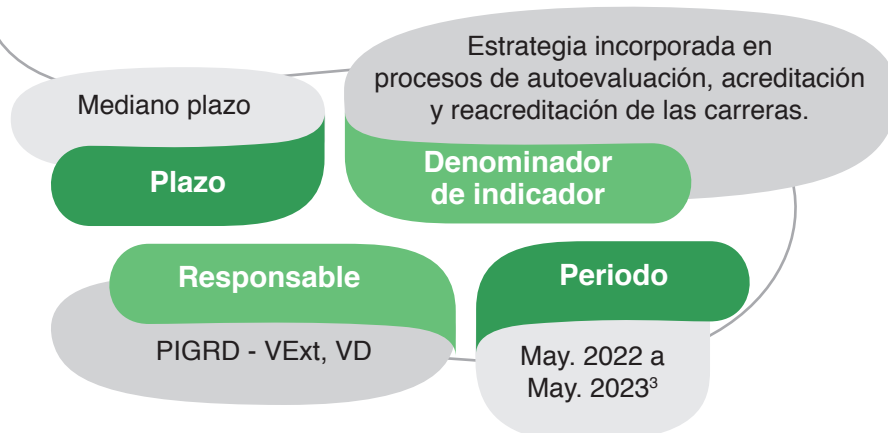 Mediano plazo
Plazo
Estrategia incorporada en
procesos de autoevaluación, acreditación
y reacreditación de las carreras.
Denominador
de indicador
Responsable
PIGRD - VExt, VD
Periodo
May. 2022 a
May. 2023³